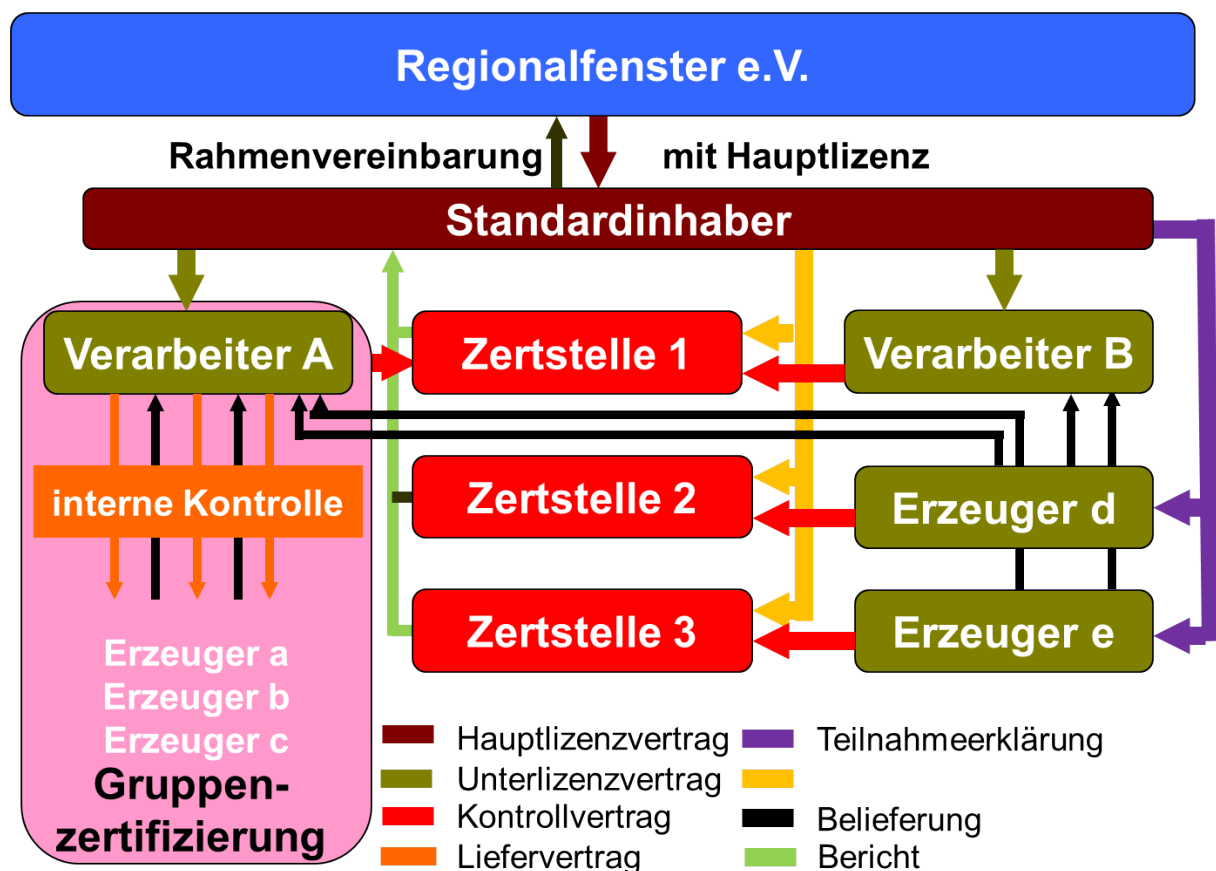 Regionalfenster e.V.
Rahmenvereinbarung mit Hauptlizenz
Standardinhaber
Verarbeiter A
Zertstelle 1
Verarbeiter B
interne Kontrolle
Zertstelle 2
Erzeuger d
Zertstelle 3
Erzeuger e
Erzeuger a
Erzeuger b
Erzeuger c
Gruppen-
zertifizierung
Hauptlizenzvertrag
Unterlizenzvertrag
Kontrollvertrag
Liefervertrag
Teilnahmeerklärung
Belieferung
Bericht